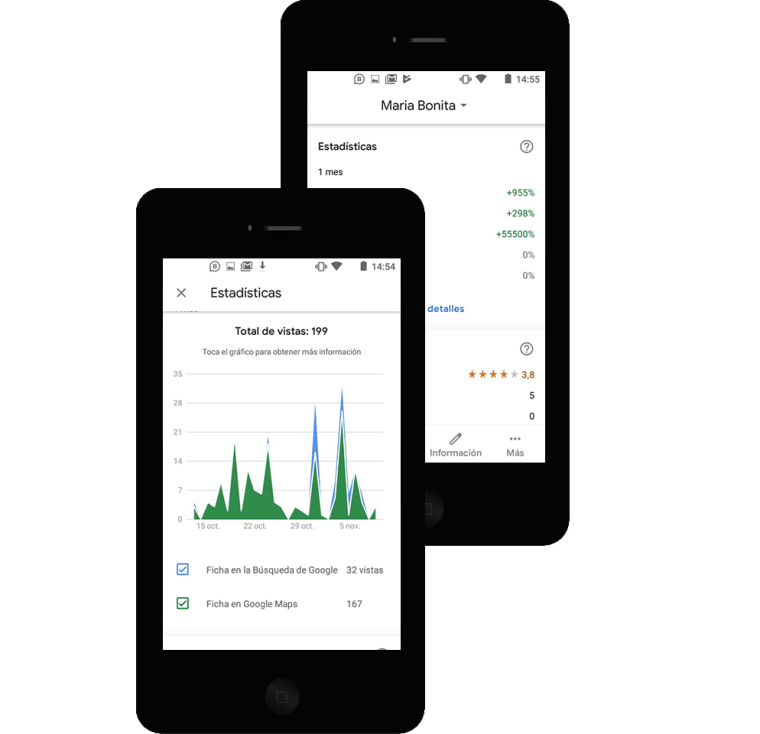 14:55
Maria Bonita
Estadísticas
1 mes
+955%
+298%
+55500%
0%
0%
detalles
3,8
5
0
Información
Más
14:54
Estadísticas
Total de vistas: 199
Toca el gráfico para obtener más información
35
28
21
14
7
0
15 oct.
22 oct.
29 oct.
5 nov.
Ficha en la Búsqueda de Google 32 vistas
Ficha en Google Maps 167